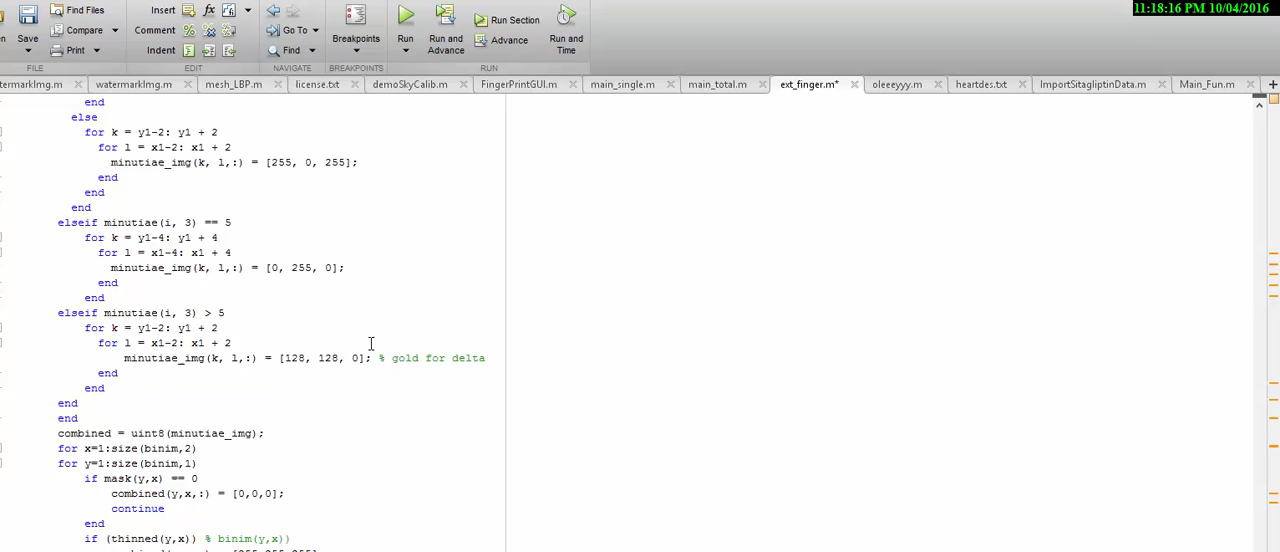 11:18:16 PM 10/04/2016
Find Files
Insert
fx
Compare
Comment
Go To
Save
Print
Indent
Find
Breakpoints
Run
Run and
Advance
Run Section
Advance
Run and
Time
FILE
EDIT
NAVIGATE
BREAKPOINTS
RUN
termarkImg.m
watermarkImg.m
mesh_LBP.m
license.txt
demoSkyCalib.m
FingerPrintGUI.m
main_single.m
main_total.m
ext_finger.m*
oleeeyyy.m
heartdes.txt
ImportSitagliptinData.m
Main_Fun.m
end
else
for k = y1-2: y1 + 2
for l = x1-2: x1 + 2
minutiae_img(k, l,:) = [255, 0, 255];
end
end
end
elseif minutiae(i, 3) == 5
for k = y1-4: y1 + 4
for l = x1-4: x1 + 4
minutiae_img(k, l,:) = [0, 255, 0];
end
end
elseif minutiae(i, 3) > 5
for k = y1-2: y1 + 2
for l = x1-2: x1 + 2
minutiae_img(k, l,:) = [128, 128, 0]; % gold for delta
end
end
end
end
combined = uint8(minutiae_img);
for x=1:size(binim,2)
for y=1:size(binim,1)
if mask(y,x) == 0
combined(y,x,:) = [0,0,0];
continue
end
if (thinned(y,x)) % binim(y,x))